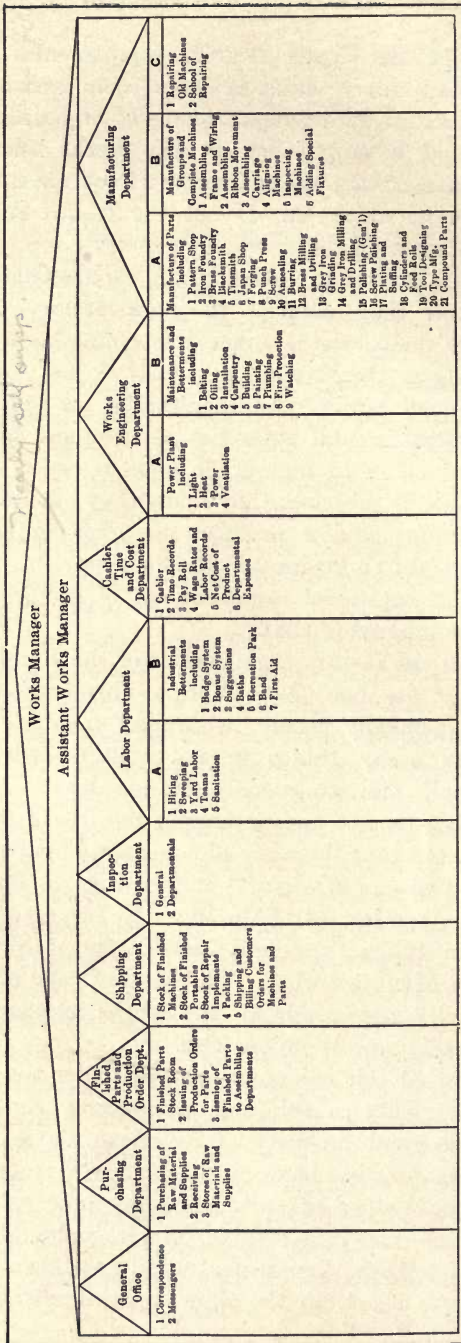 Works Manager
Assistant Works Manager
General
Office
1 Correspondence
2 Messengers
Pur-
chasing
Department
1 Purchasing of
Raw Material
and Supplies
2 Receiving
3 Stores of Raw
Materials and
Supplies
Fin-
ished
Parts and
Production
Order Dept.
1 Finished Parts
Stock Room
2 Issuing of
Production Orders
for Parts
3 Issuing of
Finished Parts
to Assembling
Departments
Shipping
Department
1 Stock of Finished
Machines
2 Stock of Finished
Portables
3 Stock of Repair
Implements
4 Packing
5 Shipping and
Billing Customers
Orders for
Machines and
Parts
Inspec-
tion
Department
1 General
2 Departmentals
Labor Department
A
1 Hiring
2 Sweeping
3 Yard Labor
4 Teams
5 Sanitation
B
Industrial
Betterments
including
1 Badge System
2 Bonus System
3 Suggestions
4 Baths
5 Recreation Park
6 Band
7 First Aid
Cashier
Time
and Cost
Department
1 Cashier
2 Time Records
3 Pay Roll
4 Wage Rates and
Labor Records
5 Net Cost of
Product
6 Departmental
Expenses
Works
Engineering
Department
A
Power Plant
including
1 Light
2 Heat
3 Power
4 Ventilation
B
Maintenance and
Betterments
including
1 Belting
2 Oiling
3 Installation
4 Carpentry
5 Building
6 Painting
7 Plumbing
8 Fire Protection
9 Watching
Manufacturing
Department
A
Manufacture of Parts
including
1 Pattern Shop
2 Iron Foundry
3 Brass Foundry
4 Blacksmith
5 Tinsmith
6 Japan Shop
7 Forging
8 Punch Press
9 Screw
10 Annealing
11 Burring
12 Brass Milling
and Drilling
13 Grey Iron
Grinding
14 Grey Iron Milling
and Drilling
15 Polishing (Gen'l)
16 Screw Polishing
17 Plating and
Buffing
18 Cylinders and
Feed Rolls
19 Tool Designing
20 Type Mfg.
21 Compound Parts
B
Manufacture of
Groups and
Complete Machines
1 Assembling
Frame and Wiring
2 Assembling
Ribbon Movement
3 Assembling
Carriage
Aligning
Machines
5 Inspecting
Machines
6 Adding Special
Fixtures
C
1 Repairing
Old Machines
2 School of
Repairing